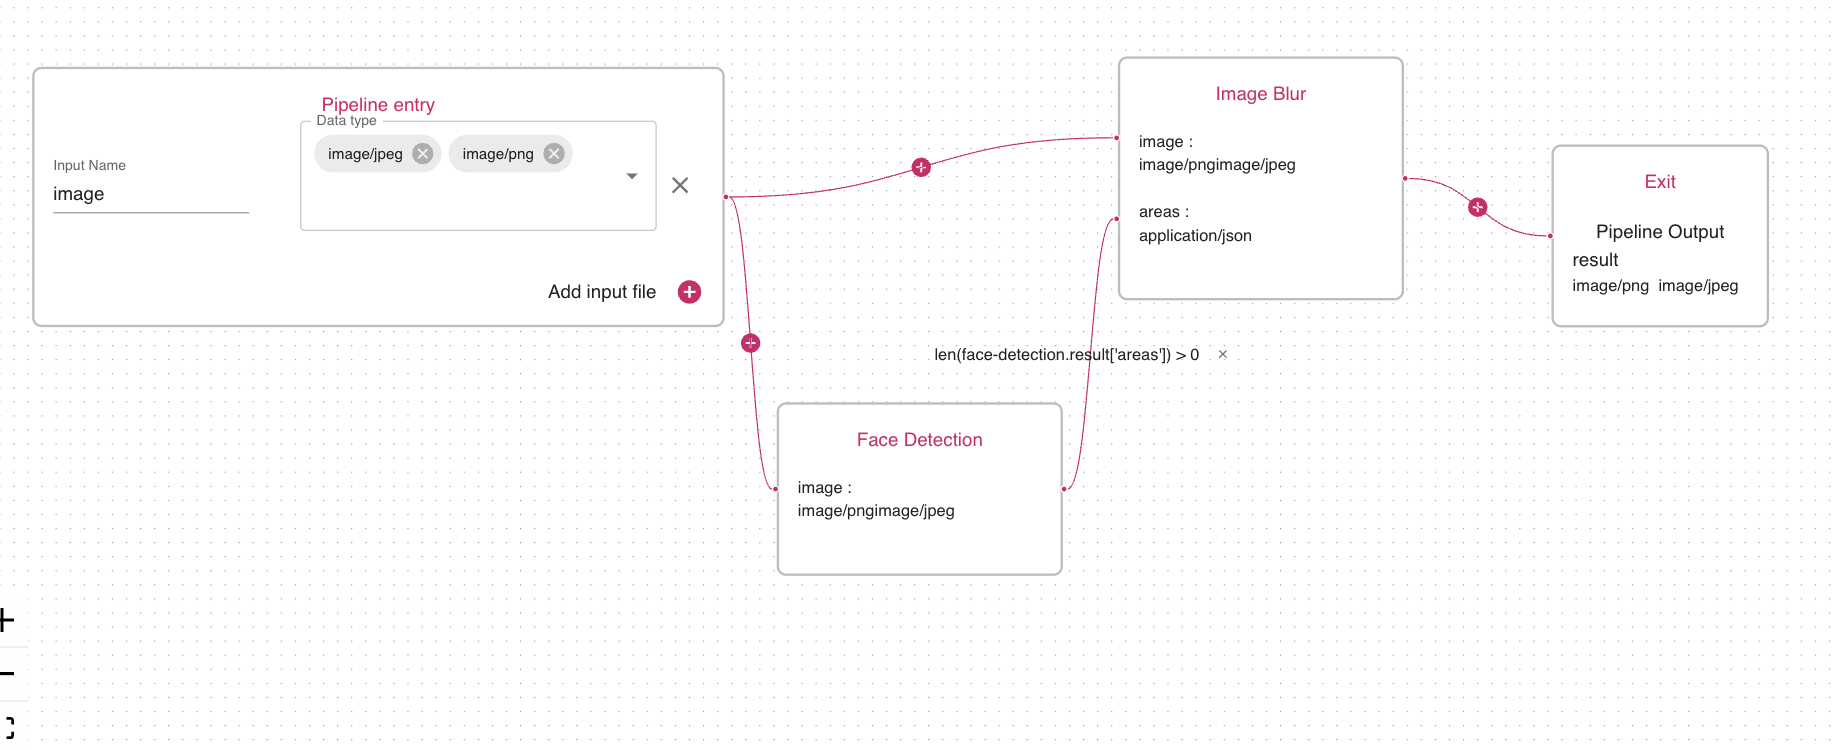 Pipeline entry
Data type
image/jpeg
image/png
Input Name
image
Add input file
Image Blur
image :
image/pngimage/jpeg
areas :
application/json
Exit
Pipeline Output
result
image/png image/jpeg
len(face-detection.result['areas']) > 0
Face Detection
image :
image/pngimage/jpeg